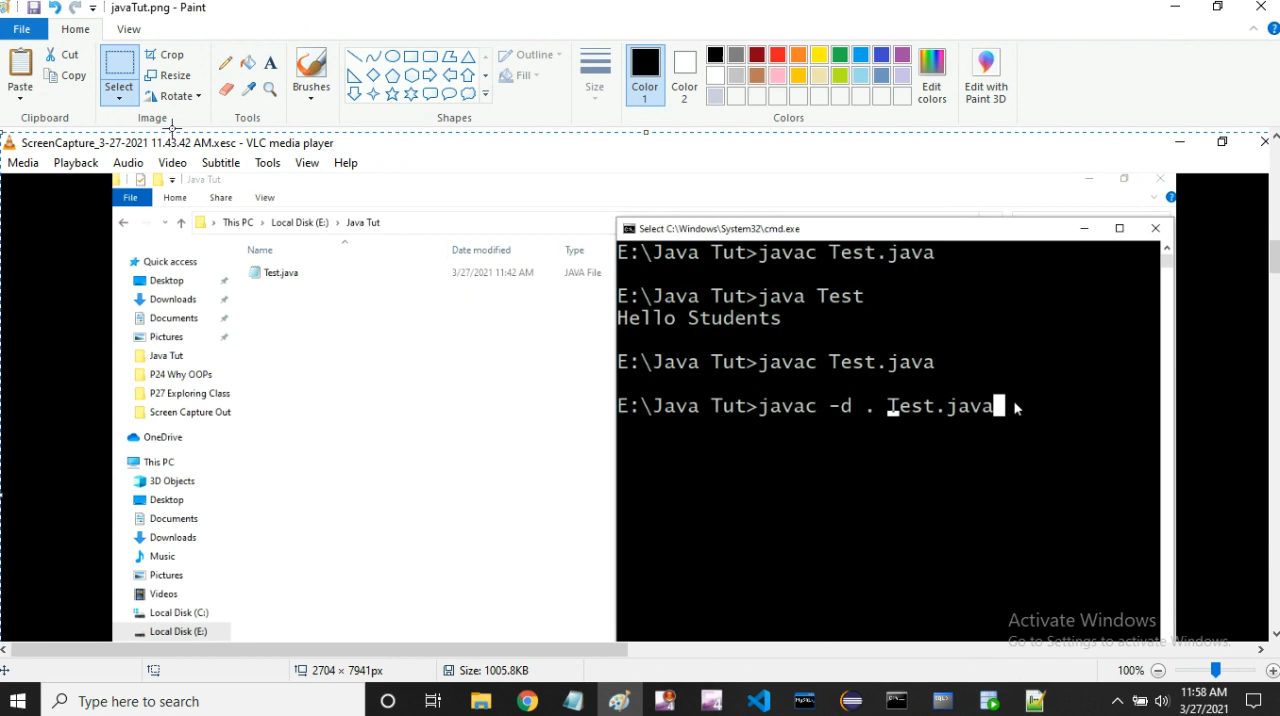 javaTut.png - Paint
File Home View
Paste
Cut
Copy
Clipboard
Select
Crop
Resize
Rotate
Image
Tools
Brushes
Outline
Fill
Shapes
Size
Color 1
Color 2
Edit colors
Edit with Paint 3D
Colors
ScreenCapture_3-27-2021 11.43.42 AM.xesc - VLC media player
Media Playback Audio Video Subtitle Tools View Help
Java Tut
File Home Share View
This PC > Local Disk (E:) > Java Tut
Name Date modified Type
Test.java 3/27/2021 11:42 AM JAVA File
Quick access
Desktop
Downloads
Documents
Pictures
Java Tut
P24 Why OOPs
P27 Exploring Class
Screen Capture Out
OneDrive
This PC
3D Objects
Desktop
Documents
Downloads
Music
Pictures
Videos
Local Disk (C:)
Local Disk (E:)
Select C:\Windows\System32\cmd.exe
E:\Java Tut>javac Test.java
E:\Java Tut>java Test
Hello Students
E:\Java Tut>javac Test.java
E:\Java Tut>javac -d . Test.java
Activate Windows
Go to Settings to activate Windows.
2704 × 7941px Size: 1005.8KB 100%
Type here to search
11:58 AM
3/27/2021